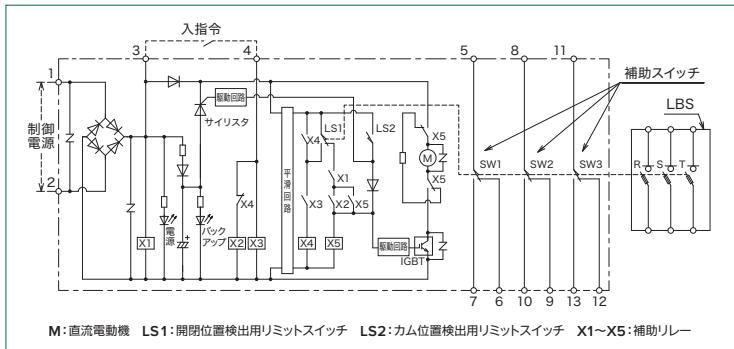 入指令
3 4 5 8 11
1
制御電源
2
補助スイッチ
LBS
駆動回路
サイリスタ
平滑回路
X4 LS1 LS2 X5
M
X5
SW1 SW2 SW3
R S T
X1
X4
X3 X2 X5
電源
バックアップ
+
X1 X2 X3 X4 X5
駆動回路
IGBT
7 6 10 9 13 12
M:直流電動機 LS1:開閉位置検出用リミットスイッチ LS2:カム位置検出用リミットスイッチ X1〜X5:補助リレー